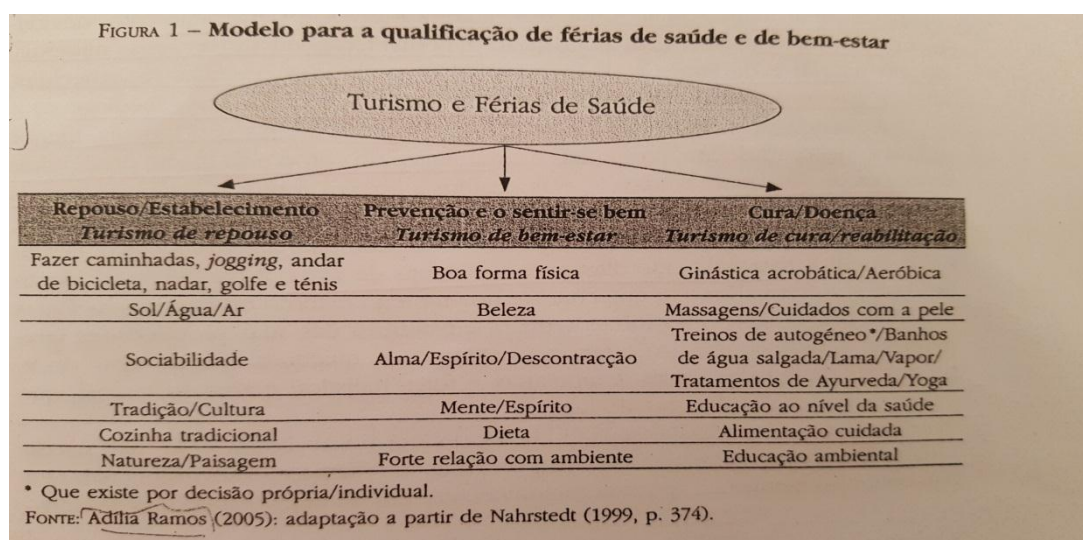 FIGURA 1 – Modelo para a qualificação de férias de saúde e de bem-estar
Turismo e Férias de Saúde
Repouso/Estabelecimento Prevenção e o sentir-se bem Cura/Doença
Turismo de repouso Turismo de bem-estar Turismo de cura/reabilitação
Fazer caminhadas, jogging, andar
de bicicleta, nadar, golfe e ténis Boa forma física Ginástica acrobática/Aeróbica
Sol/Água/Ar Beleza Massagens/Cuidados com a pele
Sociabilidade Alma/Espírito/Descontracção Treinos de autogéneo*/Banhos
de água salgada/Lama/Vapor/
Tratamentos de Ayurveda/Yoga
Tradição/Cultura Mente/Espírito Educação ao nível da saúde
Cozinha tradicional Dieta Alimentação cuidada
Natureza/Paisagem Forte relação com ambiente Educação ambiental
* Que existe por decisão própria/individual.
FONTE: Adília Ramos (2005): adaptação a partir de Nahrstedt (1999, p. 374).